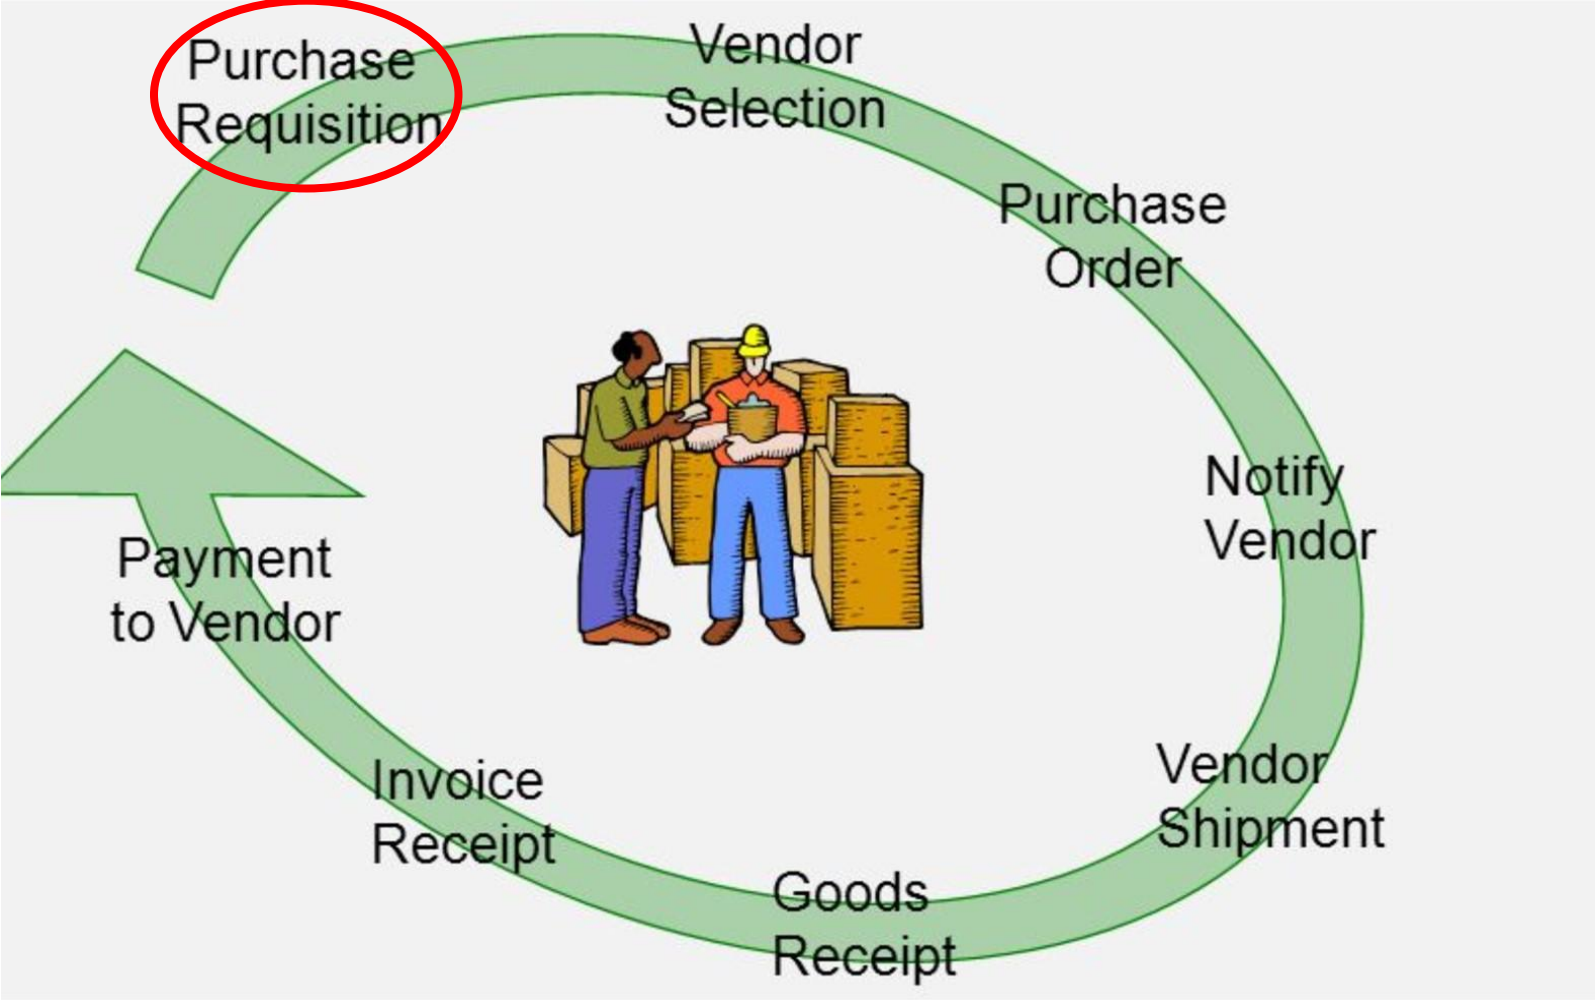 Purchase
Requisition
Vendor
Selection
Purchase
Order
Notify
Vendor
Vendor
Shipment
Goods
Receipt
Invoice
Receipt
Payment
to Vendor